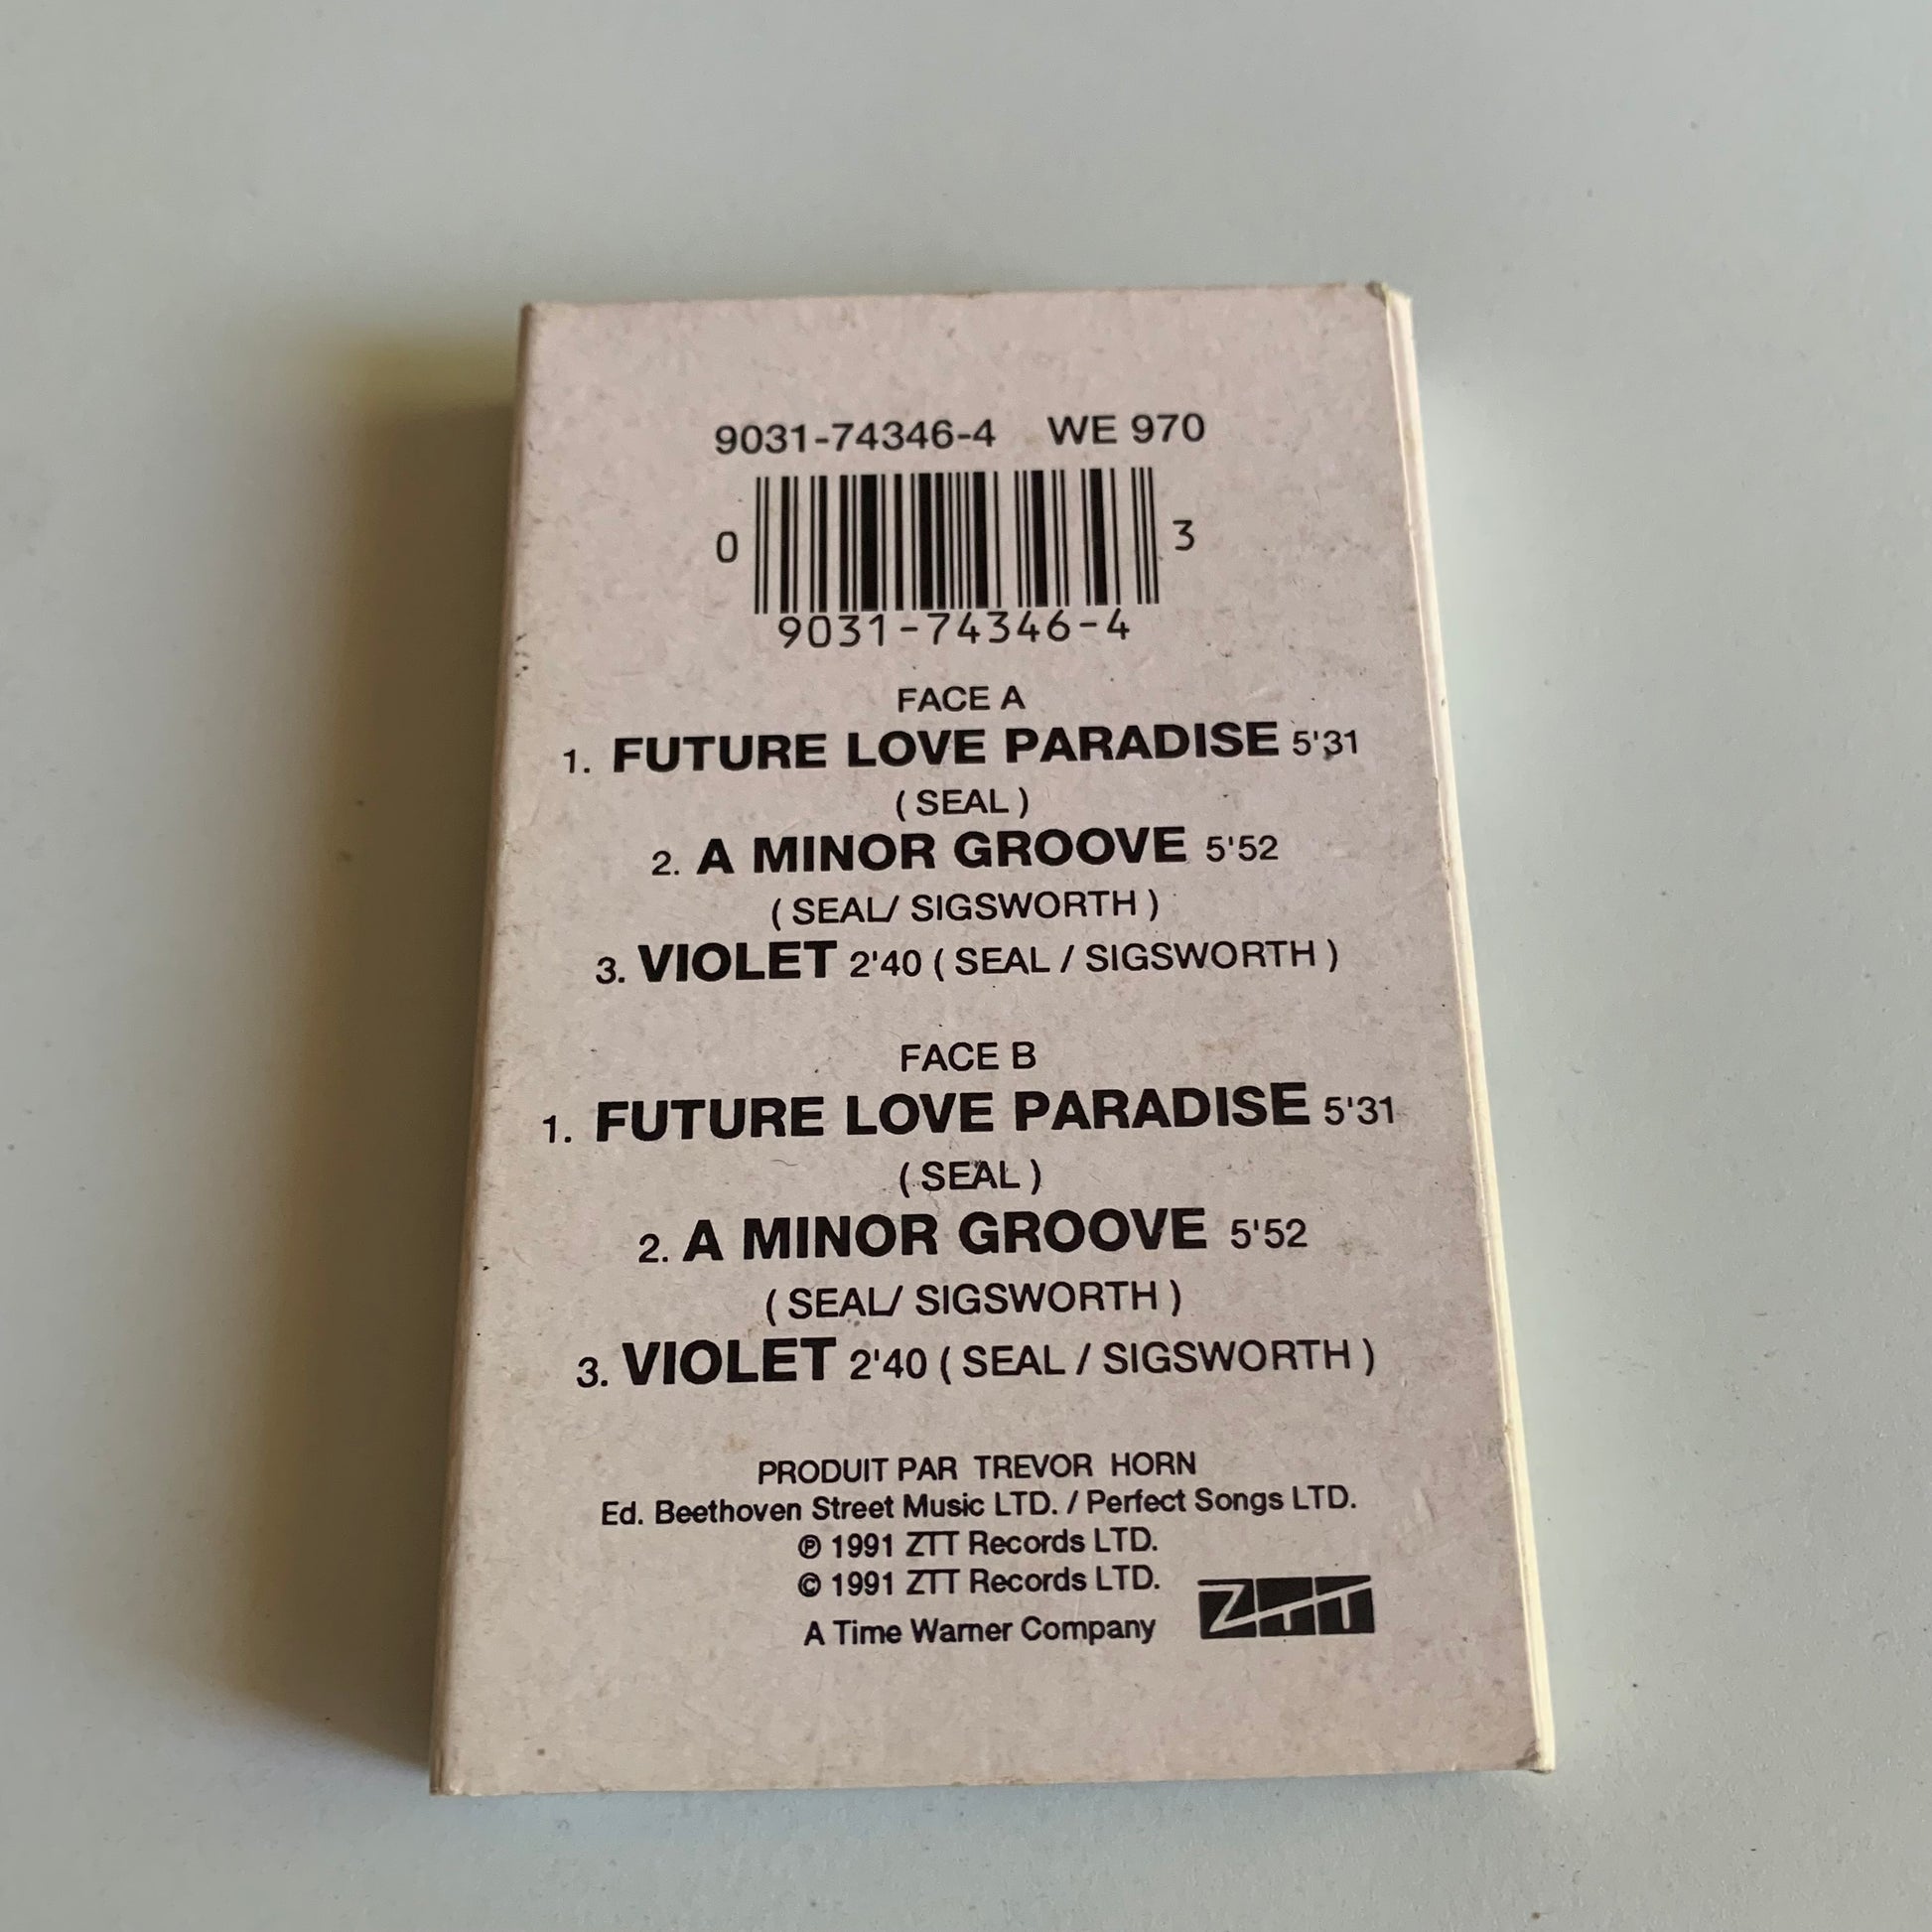 9031-74346-4 WE 970
0 3
9031-74346-4
FACE A
1. FUTURE LOVE PARADISE 5'31
( SEAL )
2. A MINOR GROOVE 5'52
( SEAL/ SIGSWORTH )
3. VIOLET 2'40 ( SEAL / SIGSWORTH )
FACE B
1. FUTURE LOVE PARADISE 5'31
( SEAL )
2. A MINOR GROOVE 5'52
( SEAL/ SIGSWORTH )
3. VIOLET 2'40 ( SEAL / SIGSWORTH )
PRODUIT PAR TREVOR HORN
Ed. Beethoven Street Music LTD. / Perfect Songs LTD.
℗ 1991 ZTT Records LTD.
© 1991 ZTT Records LTD.
A Time Warner Company ZTT